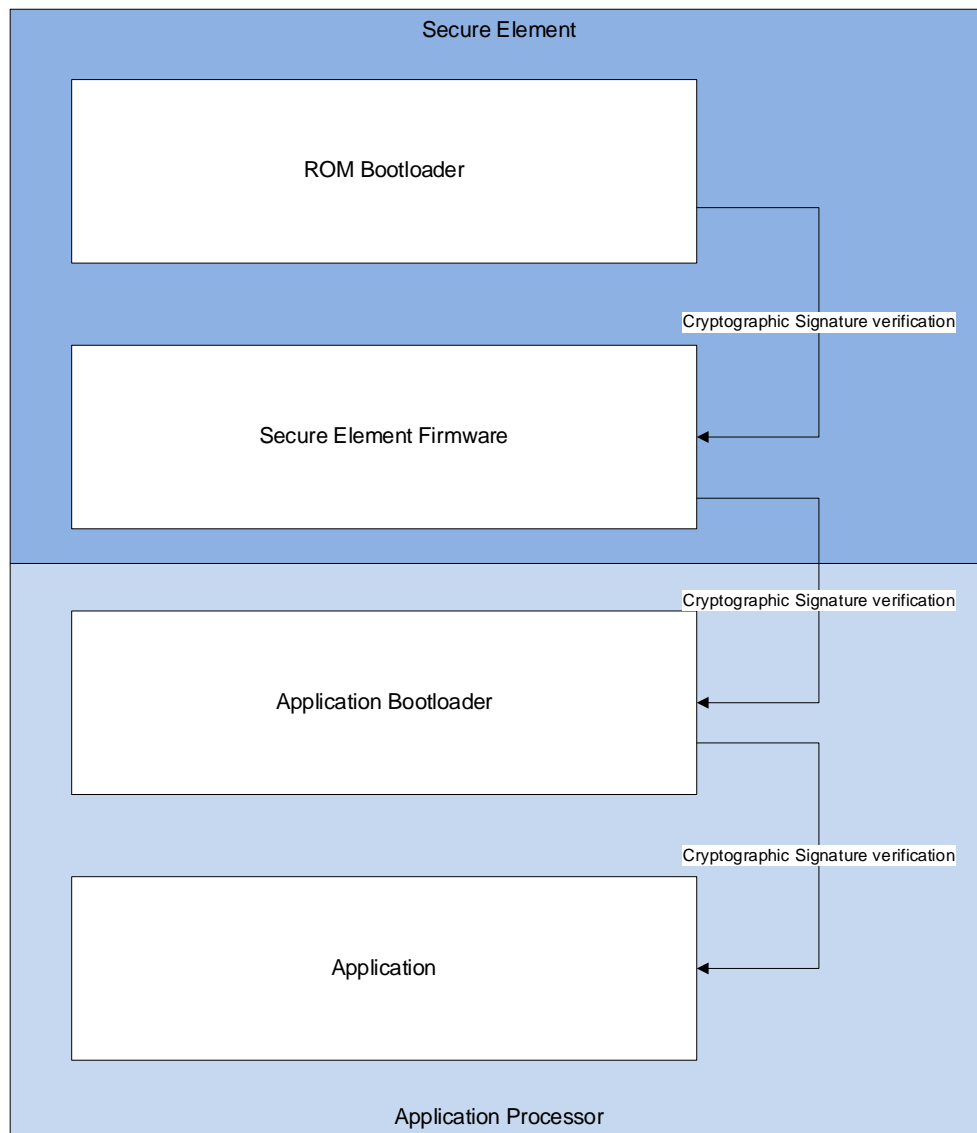 Secure Element
ROM Bootloader
Cryptographic Signature verification
Secure Element Firmware
Cryptographic Signature verification
Application Bootloader
Cryptographic Signature verification
Application
Application Processor